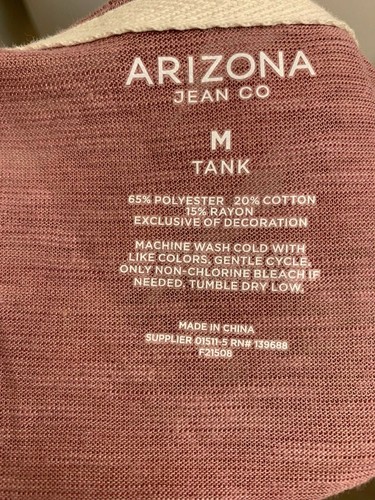 ARIZONA
JEAN CO
M
TANK
65% POLYESTER 20% COTTON
15% RAYON
EXCLUSIVE OF DECORATION
MACHINE WASH COLD WITH
LIKE COLORS, GENTLE CYCLE,
ONLY NON-CHLORINE BLEACH IF
NEEDED, TUMBLE DRY LOW,
MADE IN CHINA
SUPPLIER 01511-5 RN# 139688
F21508